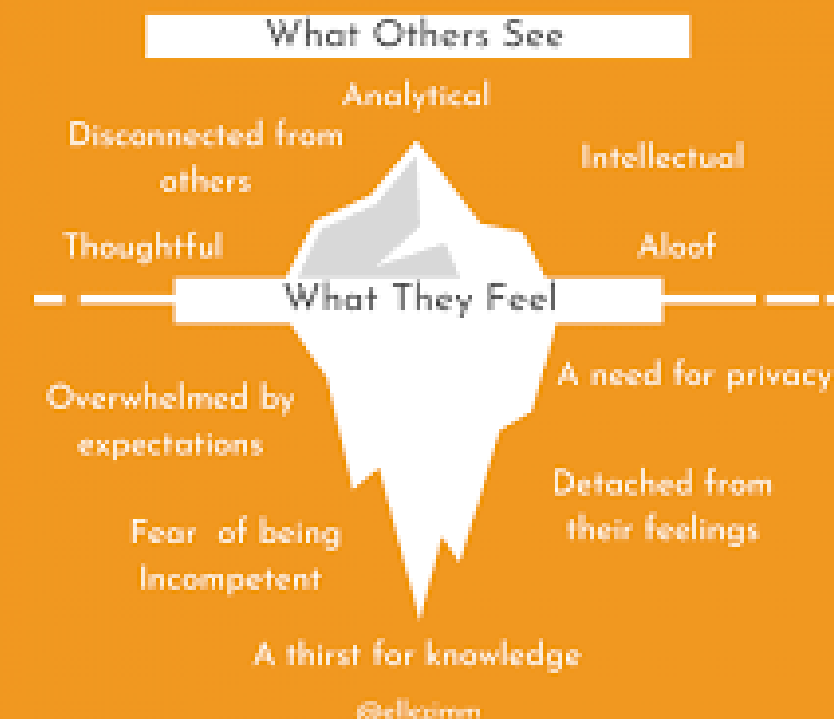 What Others See
Analytical
Disconnected from
others
Intellectual
Thoughtful
Aloof
What They Feel
A need for privacy
Overwhelmed by
expectations
Detached from
their feelings
Fear of being
Incompetent
A thirst for knowledge